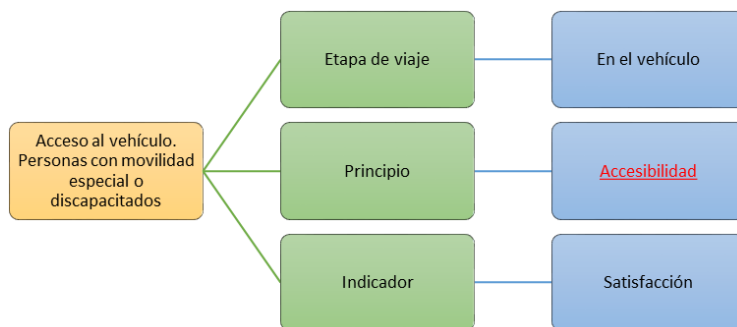 Etapa de viaje
En el vehículo
Acceso al vehículo.
Personas con movilidad
especial o
discapacitados
Principio
Accesibilidad
Indicador
Satisfacción